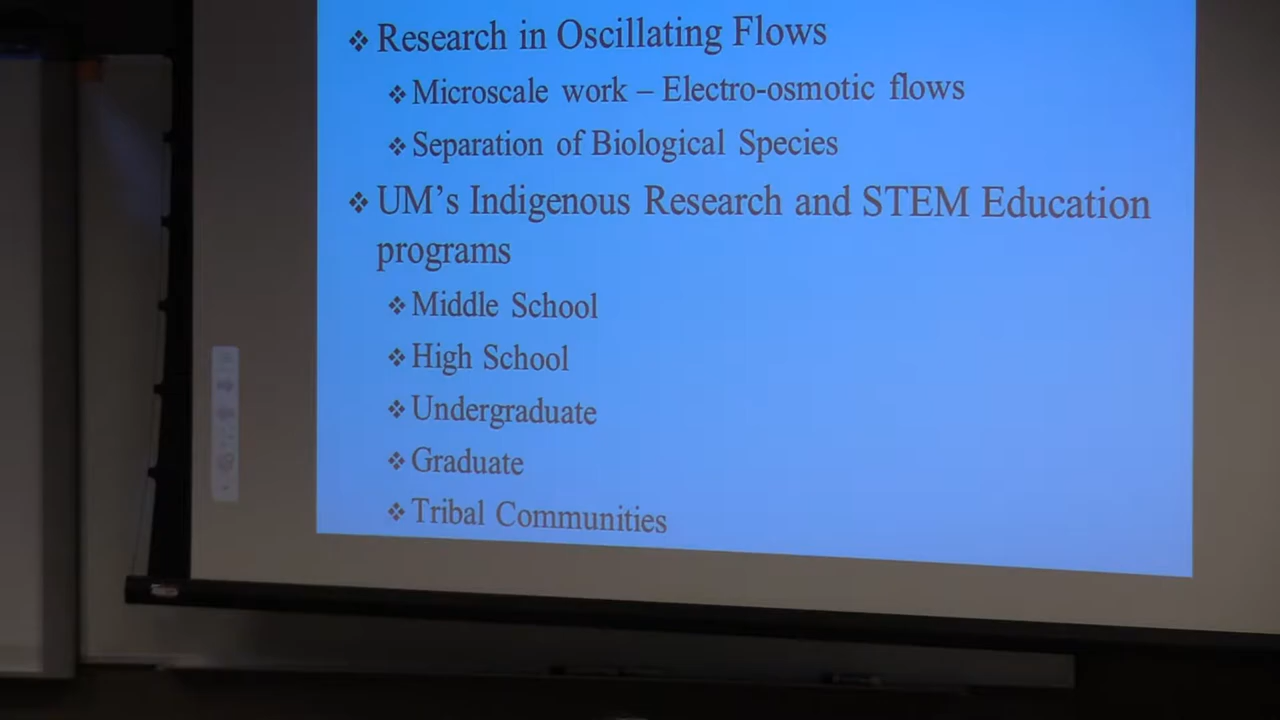 ❖ Research in Oscillating Flows
❖ Microscale work – Electro-osmotic flows
❖ Separation of Biological Species
❖ UM’s Indigenous Research and STEM Education
programs
❖ Middle School
❖ High School
❖ Undergraduate
❖ Graduate
❖ Tribal Communities